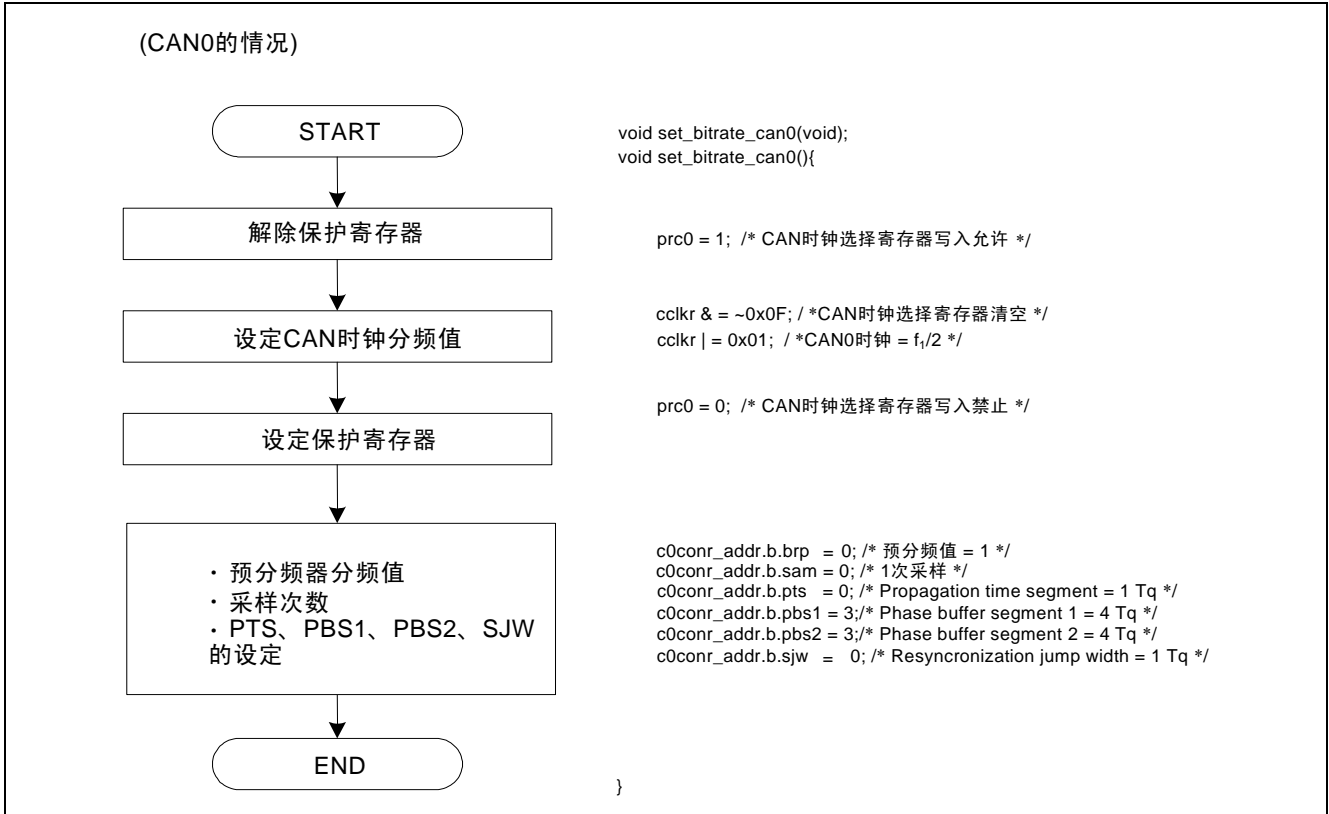 (CAN0的情况)
START
void set_bitrate_can0(void);
void set_bitrate_can0(){
解除保护寄存器
prc0 = 1; /* CAN时钟选择寄存器写入允许 */
设定CAN时钟分频值
cclkr & = ~0x0F; / *CAN时钟选择寄存器清空 */
cclkr | = 0x01; / *CAN0时钟 = f₁/2 */
设定保护寄存器
prc0 = 0; /* CAN时钟选择寄存器写入禁止 */
· 预分频器分频值
· 采样次数
· PTS、PBS1、PBS2、SJW
的设定
c0conr_addr.b.brp = 0; /* 预分频值 = 1 */
c0conr_addr.b.sam = 0; /* 1次采样 */
c0conr_addr.b.pts = 0; /* Propagation time segment = 1 Tq */
c0conr_addr.b.pbs1 = 3;/* Phase buffer segment 1 = 4 Tq */
c0conr_addr.b.pbs2 = 3;/* Phase buffer segment 2 = 4 Tq */
c0conr_addr.b.sjw = 0; /* Resyncronization jump width = 1 Tq */
END
}